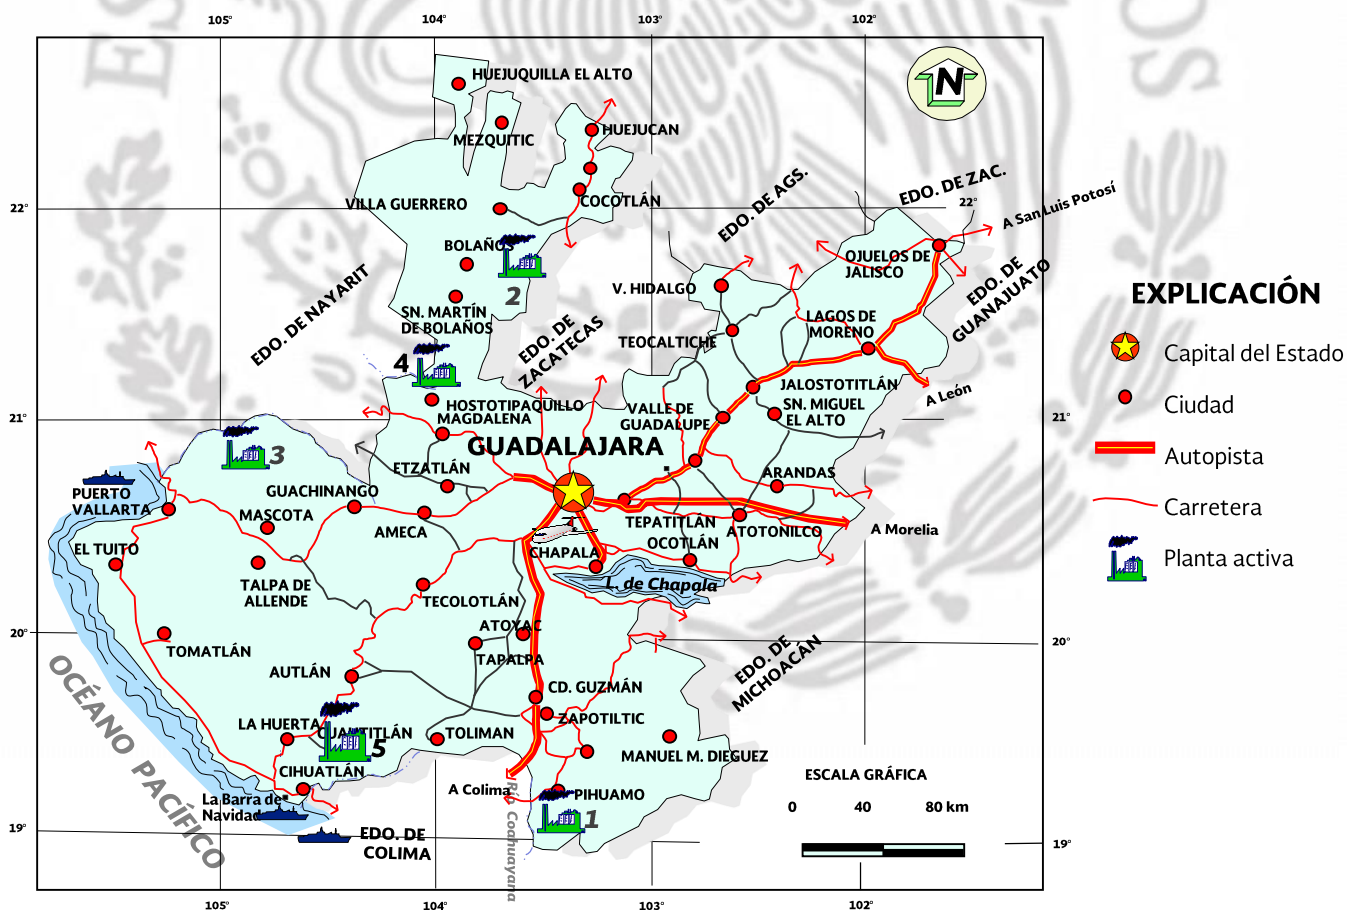 105°
104°
103°
102°
N
HUEJUQUILLA EL ALTO
MEZQUITIC
HUEJUCAN
VILLA GUERRERO
COCOTLÁN
22°
EDO. DE AGS.
EDO. DE ZAC.
22°
A San Luis Potosí
BOLAÑOS
2
OJUELOS DE
JALISCO
EDO. DE
GUANAJUATO
EDO. DE NAYARIT
SN. MARTÍN
DE BOLAÑOS
V. HIDALGO
EDO. DE
ZACATECAS
TEOCALTICHE
LAGOS DE
MORENO
4
HOSTOTIPAQUILLO
MAGDALENA
JALOSTOTITLÁN
A León
VALLE DE
GUADALUPE
SN. MIGUEL
EL ALTO
21°
21°
3
GUADALAJARA
ETZATLÁN
ARANDAS
PUERTO
VALLARTA
GUACHINANGO
MASCOTA
AMECA
TEPATITLÁN
OCOTLÁN
ATOTONILCO
A Morelia
EL TUITO
CHAPALA
L. de Chapala
TALPA DE
ALLENDE
TECOLOTLÁN
ATOYAC
TAPALPA
20°
20°
TOMATLÁN
AUTLÁN
EDO. DE
MICHOACÁN
OCÉANO PACÍFICO
CD. GUZMÁN
ZAPOTILTIC
LA HUERTA
CUAUTITLÁN
5
TOLIMAN
MANUEL M. DIEGUEZ
CIHUATLÁN
La Barra de
Navidad
A Colima
PIHUAMO
1
Río Coahuayana
EDO. DE
COLIMA
19°
19°
ESCALA GRÁFICA
0 40 80 km
105°
104°
103°
102°
EXPLICACIÓN
Capital del Estado
Ciudad
Autopista
Carretera
Planta activa